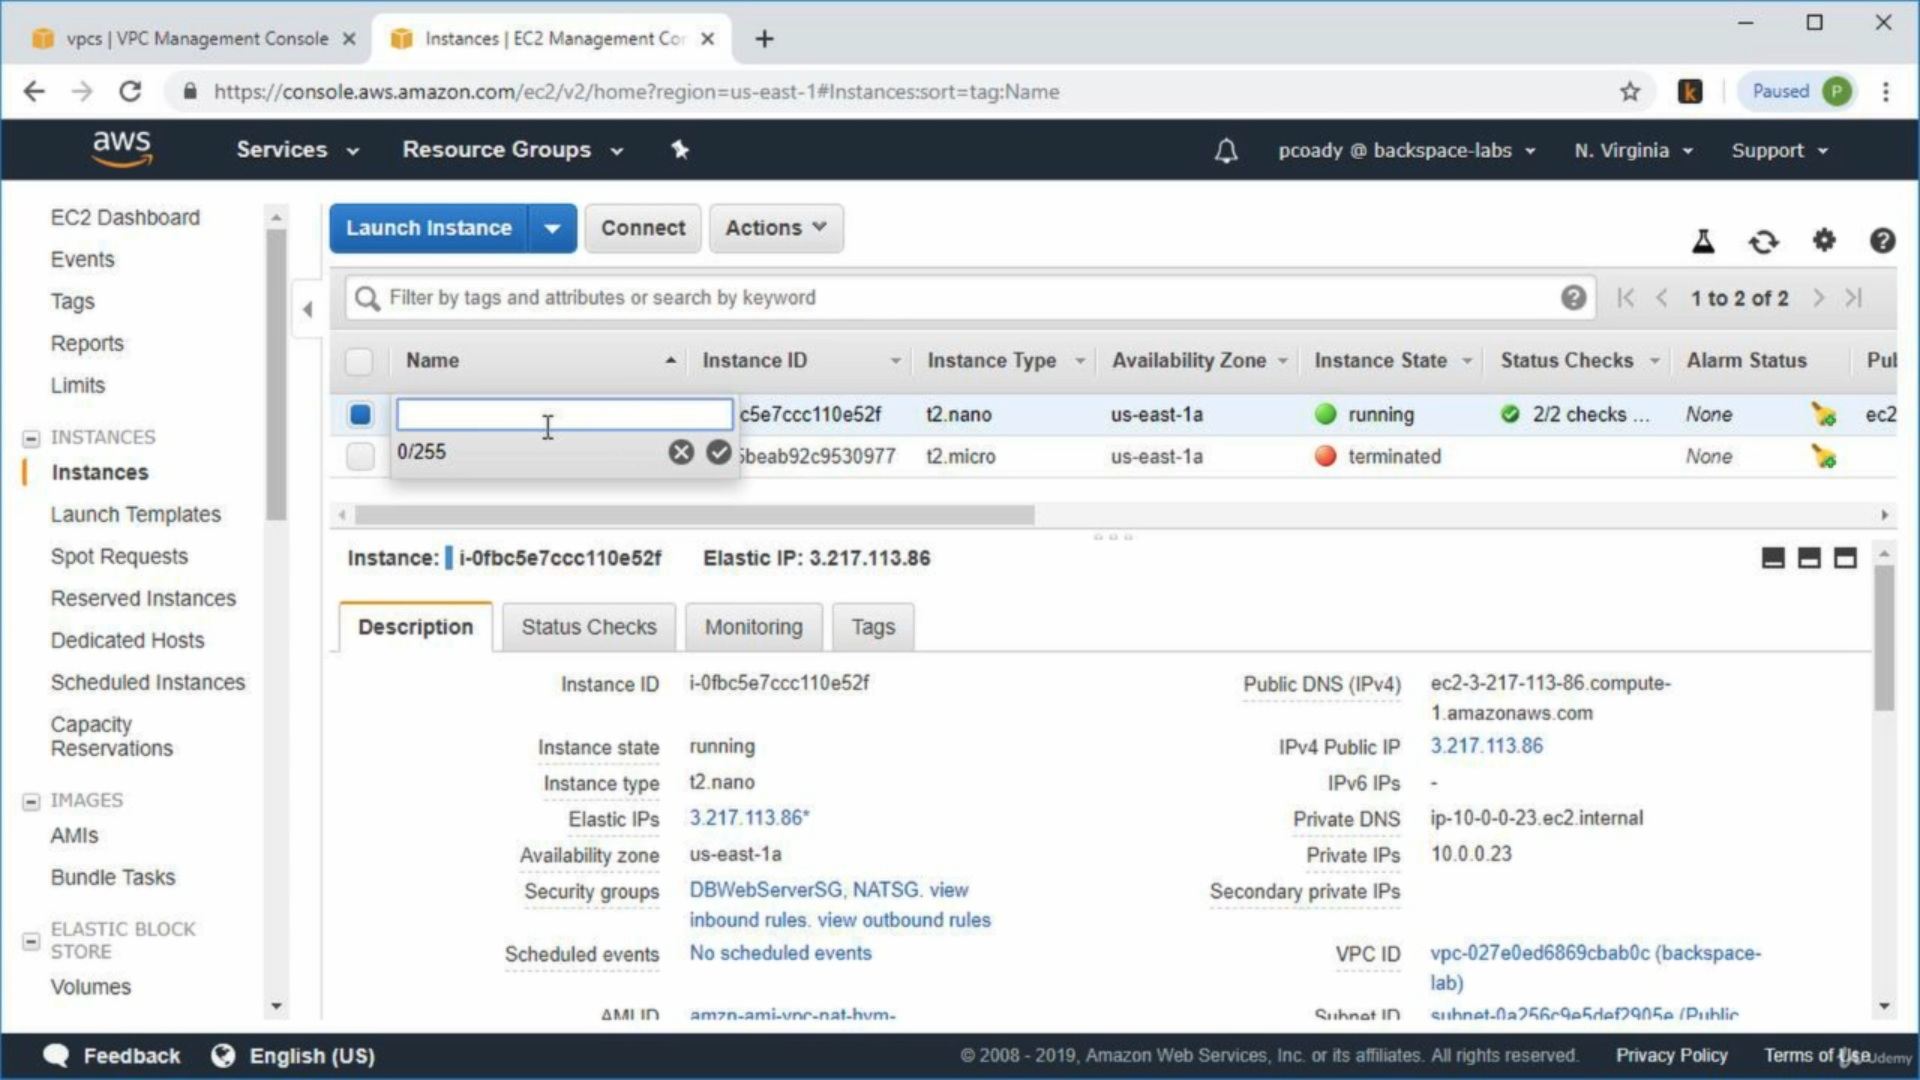 vpcs | VPC Management Console
Instances | EC2 Management Con
https://console.aws.amazon.com/ec2/v2/home?region=us-east-1#Instances:sort=tag:Name
k
Paused P
aws
Services
Resource Groups
pcoady @ backspace-labs
N. Virginia
Support
EC2 Dashboard
Events
Tags
Reports
Limits
INSTANCES
Instances
Launch Templates
Spot Requests
Reserved Instances
Dedicated Hosts
Scheduled Instances
Capacity
Reservations
IMAGES
AMIs
Bundle Tasks
ELASTIC BLOCK
STORE
Volumes
Launch Instance
Connect
Actions
Filter by tags and attributes or search by keyword
1 to 2 of 2
Name Instance ID Instance Type Availability Zone Instance State Status Checks Alarm Status Pub
c5e7ccc110e52f t2.nano us-east-1a running 2/2 checks ... None ec2
0/255
beab92c9530977 t2.micro us-east-1a terminated None
Instance: i-0fbc5e7ccc110e52f Elastic IP: 3.217.113.86
Description
Status Checks
Monitoring
Tags
Instance ID i-0fbc5e7ccc110e52f
Instance state running
Instance type t2.nano
Elastic IPs 3.217.113.86*
Availability zone us-east-1a
Security groups DBWebServerSG, NATSG. view
inbound rules. view outbound rules
Scheduled events No scheduled events
AMI ID amzn-ami-vpc-nat-hvm-
Public DNS (IPv4) ec2-3-217-113-86.compute-
1.amazonaws.com
IPv4 Public IP 3.217.113.86
IPv6 IPs -
Private DNS ip-10-0-0-23.ec2.internal
Private IPs 10.0.0.23
Secondary private IPs
VPC ID vpc-027e0ed6869cbab0c (backspace-
lab)
Subnet ID subnet-0a256c9e5def2905e (Public
Feedback
English (US)
© 2008 - 2019, Amazon Web Services, Inc. or its affiliates. All rights reserved.
Privacy Policy
Terms of Use
Udemy